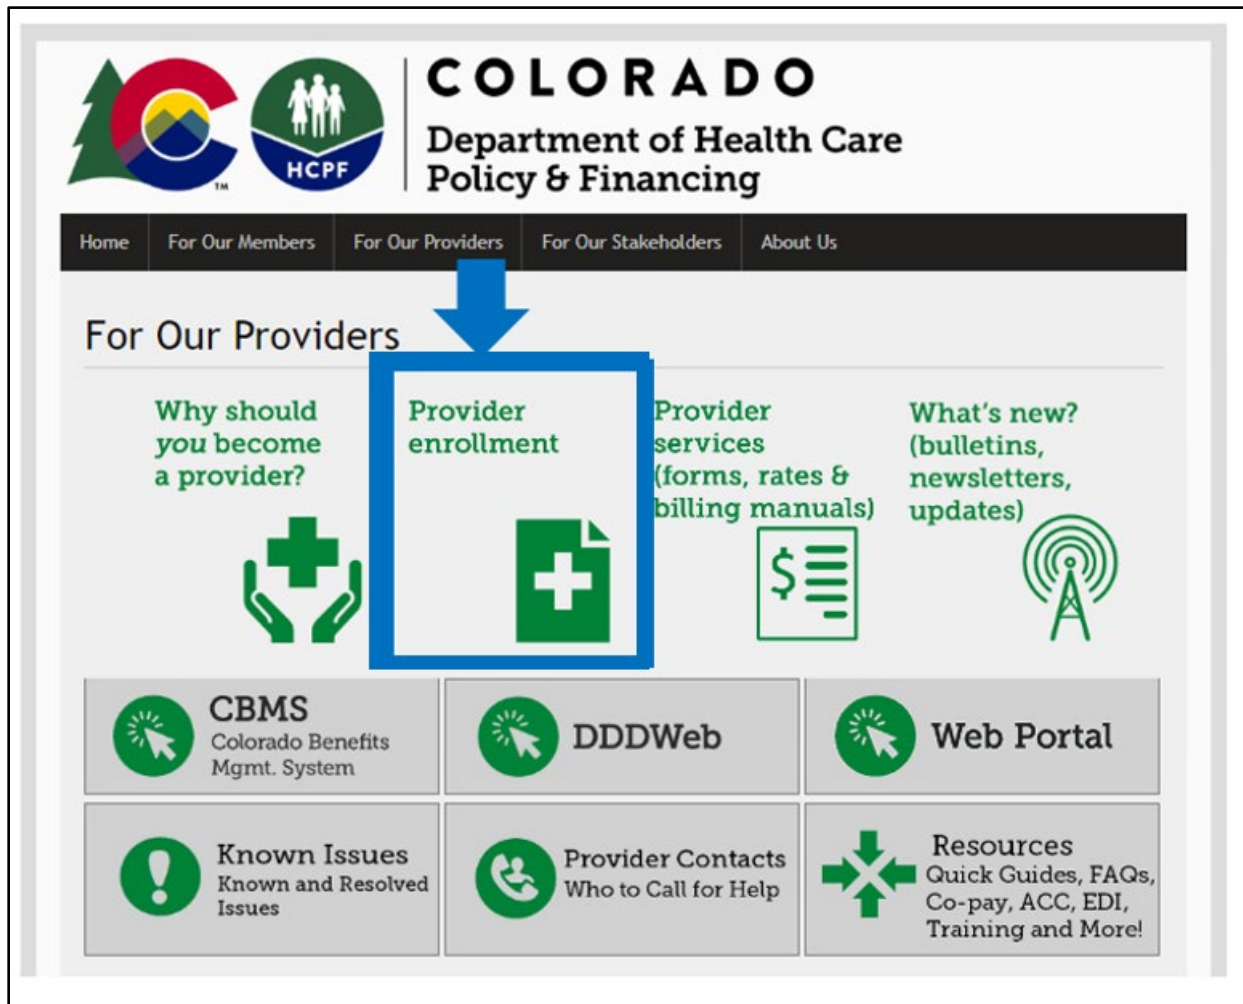 COLORADO
Department of Health Care
Policy & Financing
HCPF
TM
Home For Our Members For Our Providers For Our Stakeholders About Us
For Our Providers
Why should
you become
a provider?
Provider
enrollment
Provider
services
(forms, rates &
billing manuals)
What's new?
(bulletins,
newsletters,
updates)
$
CBMS
Colorado Benefits
Mgmt. System
DDDWeb
Web Portal
Known Issues
Known and Resolved
Issues
Provider Contacts
Who to Call for Help
Resources
Quick Guides, FAQs,
Co-pay, ACC, EDI,
Training and More!